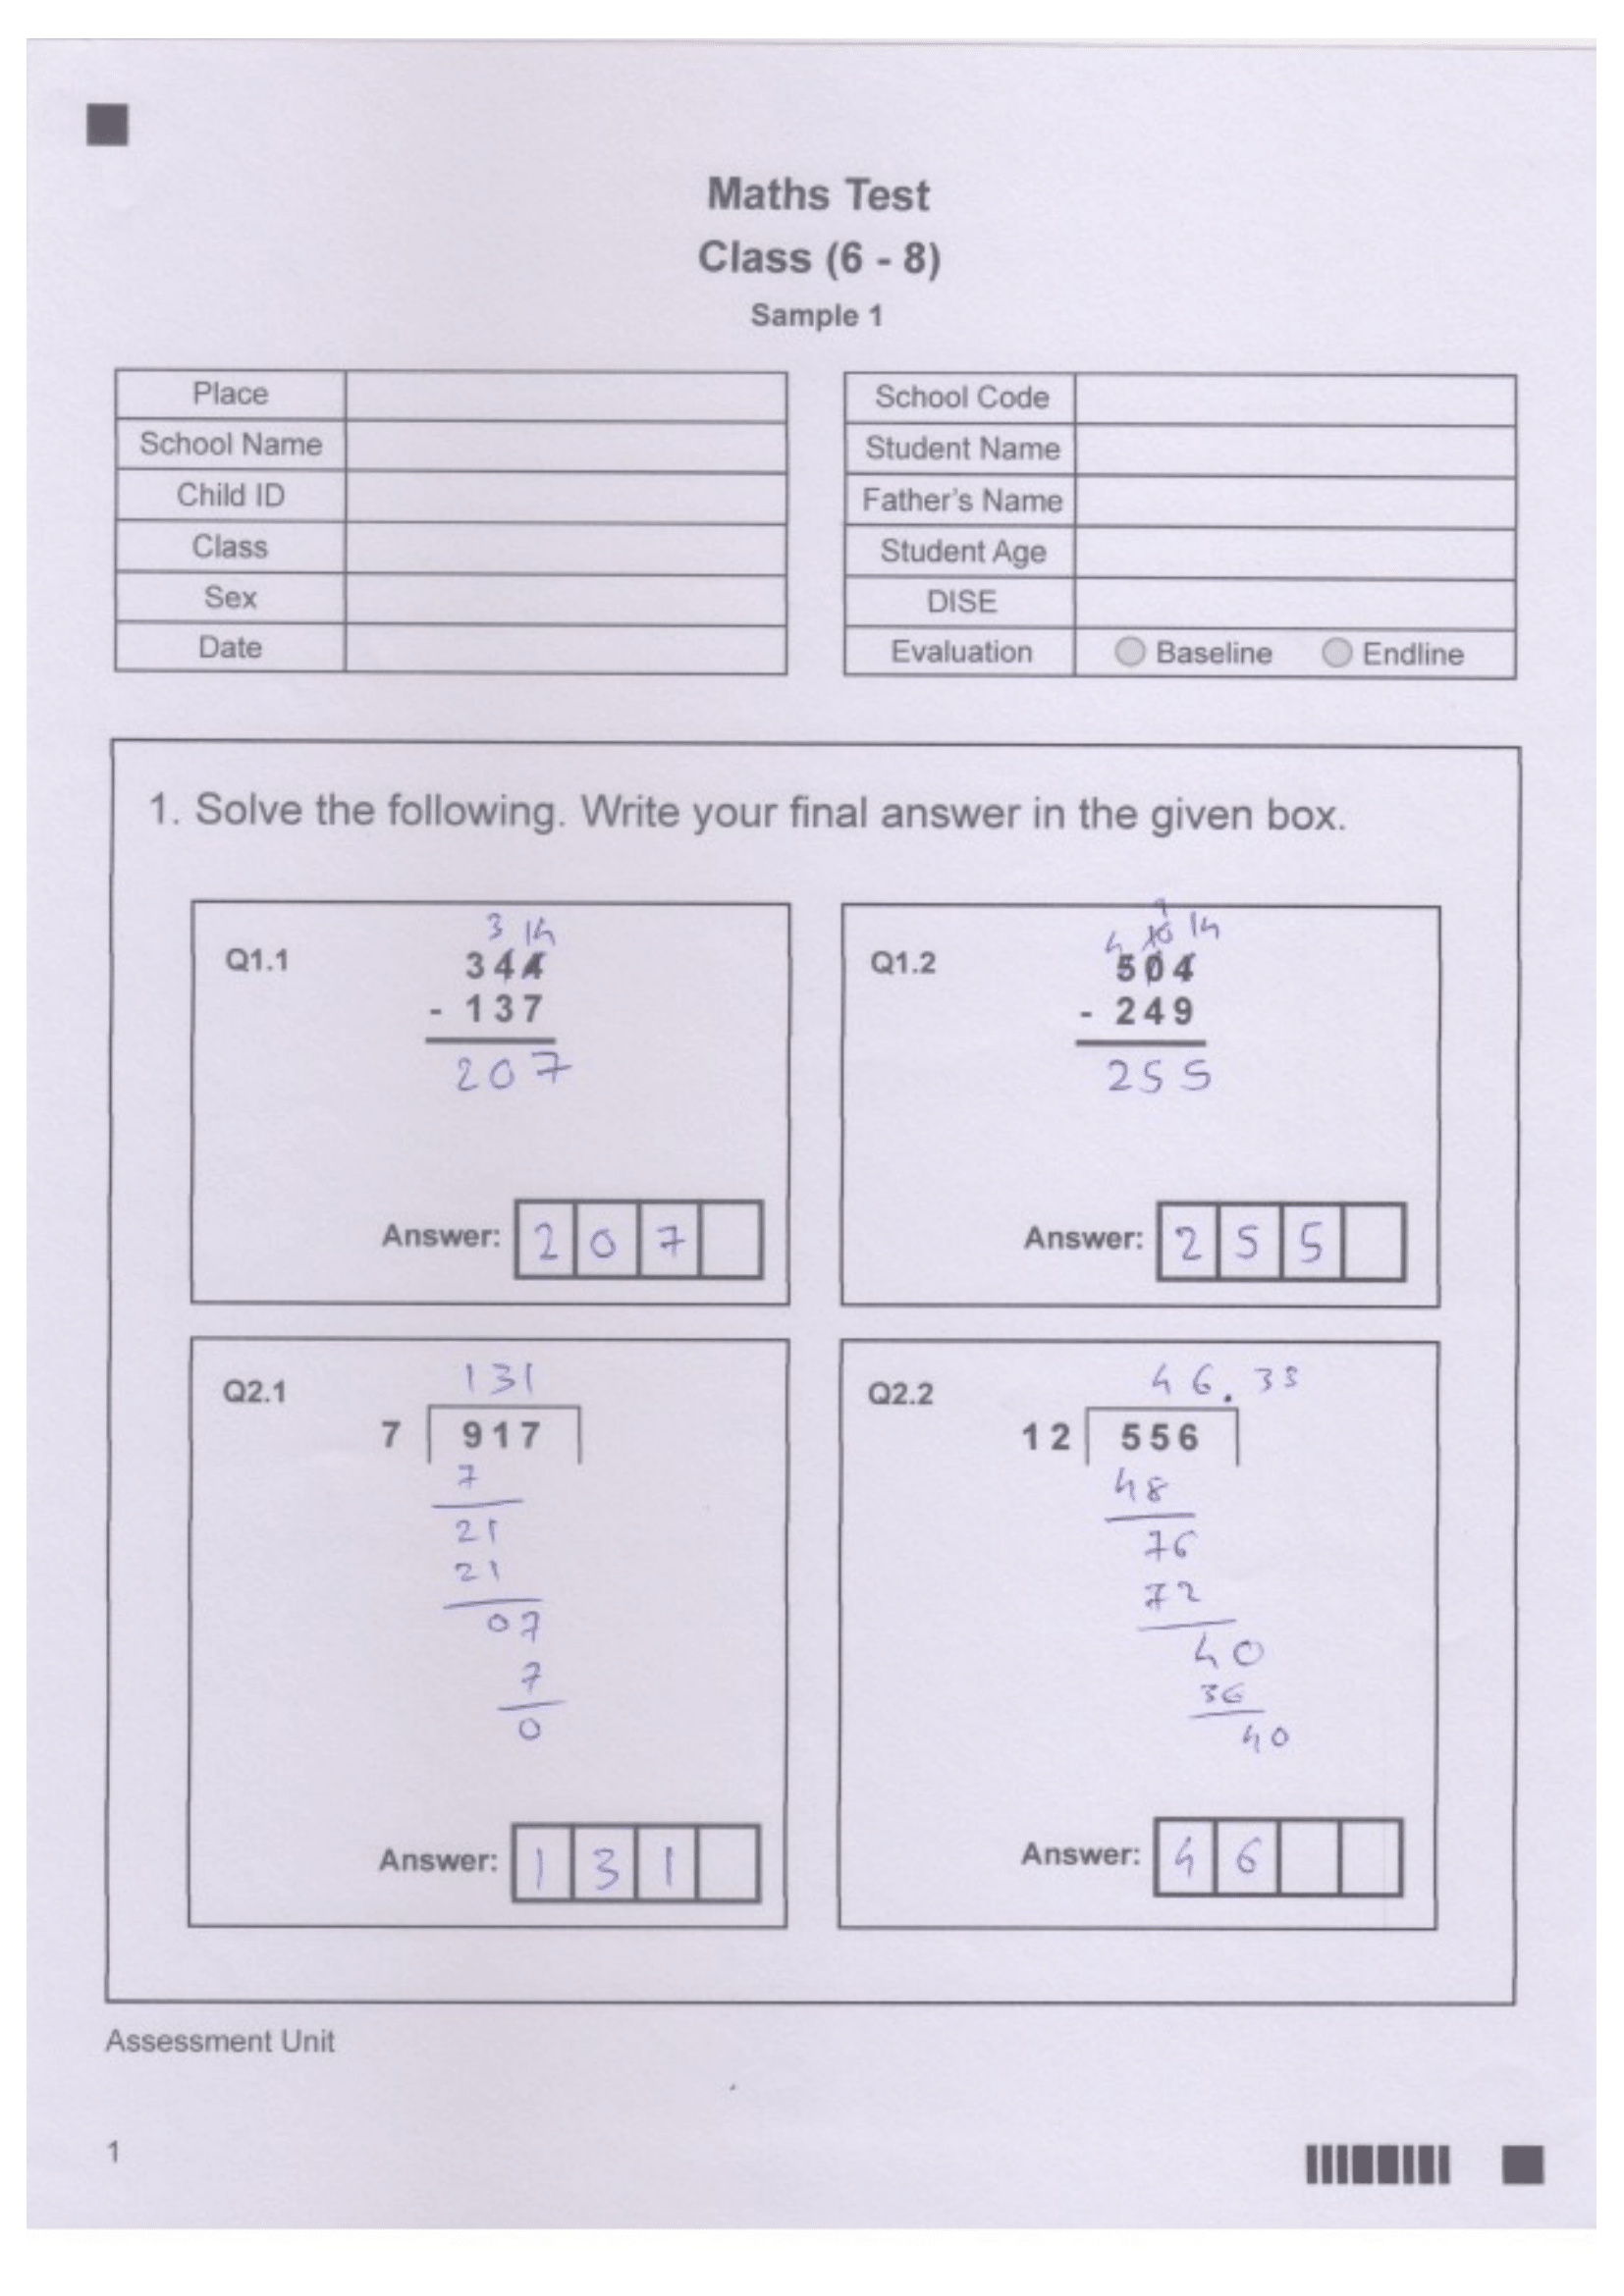 Maths Test
Class (6 - 8)
Sample 1
Place
School Name
Child ID
Class
Sex
Date
School Code
Student Name
Father's Name
Student Age
DISE
Evaluation Baseline Endline
1. Solve the following. Write your final answer in the given box.
3 14
Q1.1 344
- 137
207
Answer: 2 0 7
9
4 10 14
Q1.2 504
- 249
255
Answer: 2 5 5
131
Q2.1 7 917
7
21
21
07
7
0
Answer: 1 3 1
46.33
Q2.2 12 556
48
76
72
40
36
40
Answer: 4 6
Assessment Unit
1